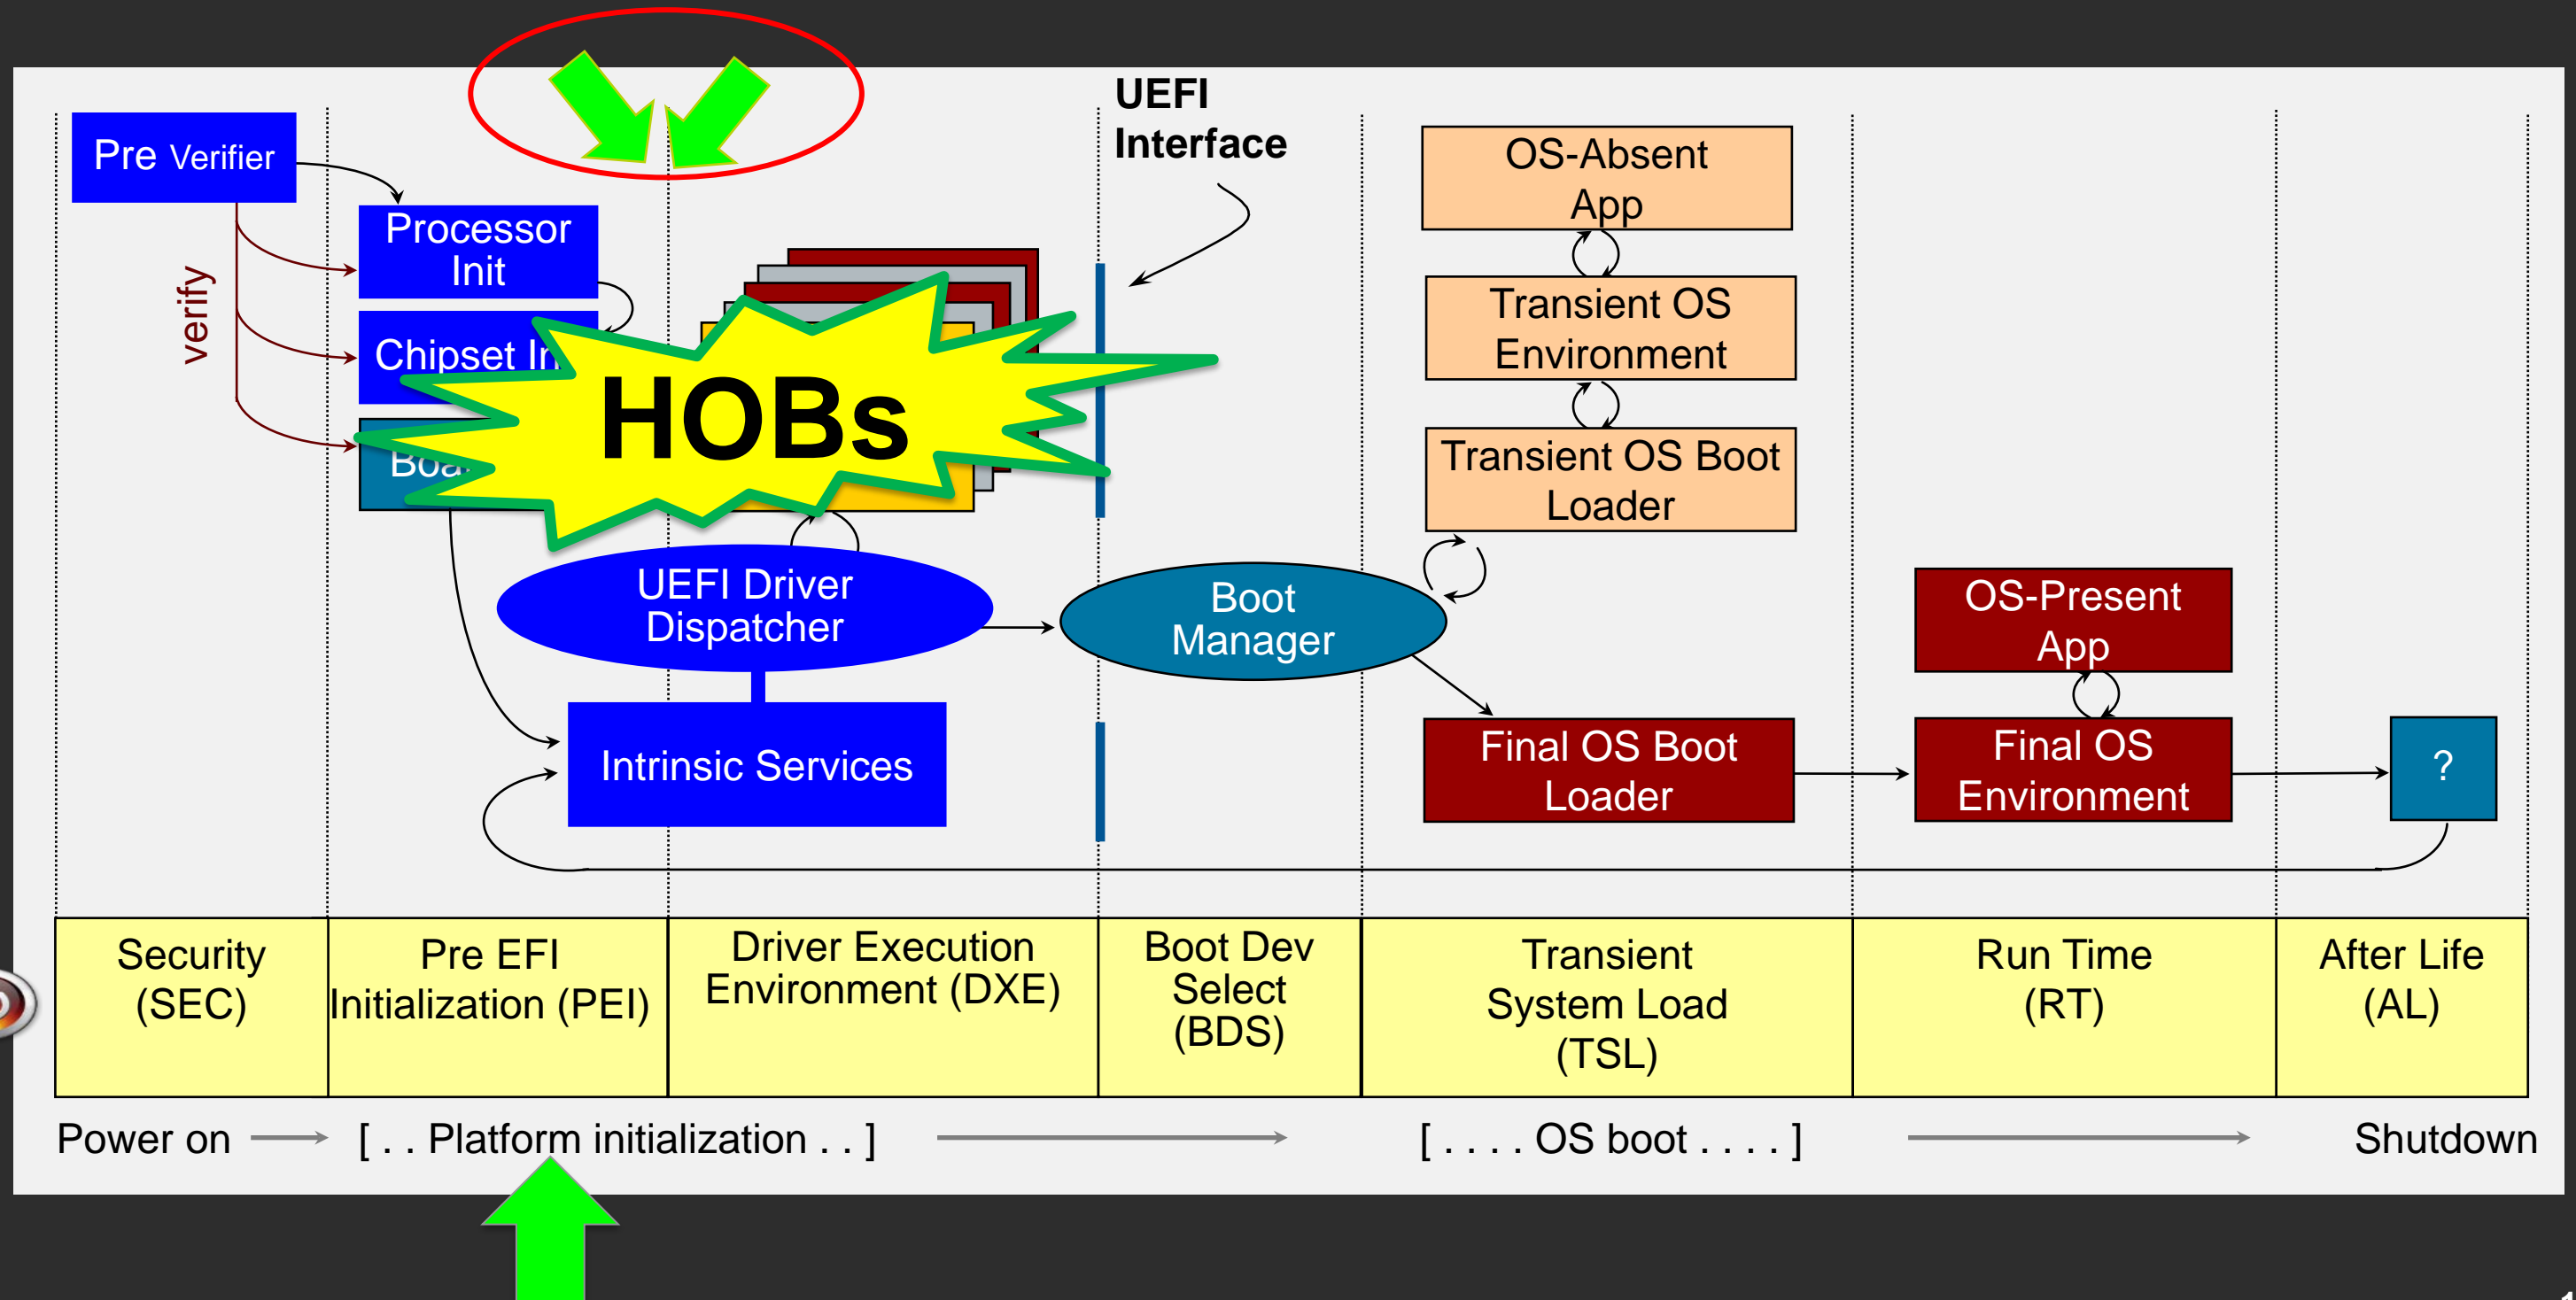 UEFI
Interface
Pre Verifier
verify
Processor
Init
Chipset
HOBs
UEFI Driver
Dispatcher
Intrinsic Services
Boot
Manager
OS-Absent
App
Transient OS
Environment
Transient OS Boot
Loader
Final OS Boot
Loader
OS-Present
App
Final OS
Environment
?
Security
(SEC)
Pre EFI
Initialization (PEI)
Driver Execution
Environment (DXE)
Boot Dev
Select
(BDS)
Transient
System Load
(TSL)
Run Time
(RT)
After Life
(AL)
Power on
[ . . Platform initialization . . ]
[ . . . . OS boot . . . . ]
Shutdown